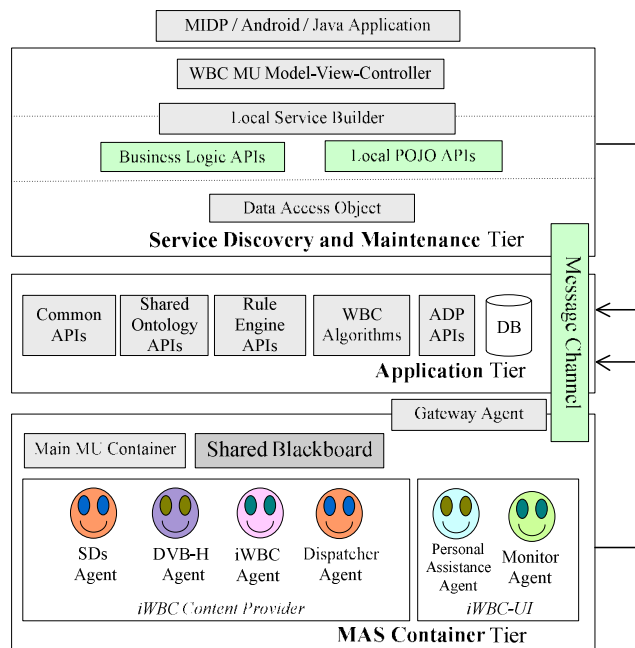 MIDP / Android / Java Application
WBC MU Model-View-Controller
Local Service Builder
Business Logic APIs
Local POJO APIs
Data Access Object
Service Discovery and Maintenance Tier
Message Channel
Common
APIs
Shared
Ontology
APIs
Rule
Engine
APIs
WBC
Algorithms
ADP
APIs
DB
Application Tier
Gateway Agent
Main MU Container
Shared Blackboard
SDs
Agent
DVB-H
Agent
iWBC
Agent
Dispatcher
Agent
iWBC Content Provider
Personal
Assistance
Agent
Monitor
Agent
iWBC-UI
MAS Container Tier